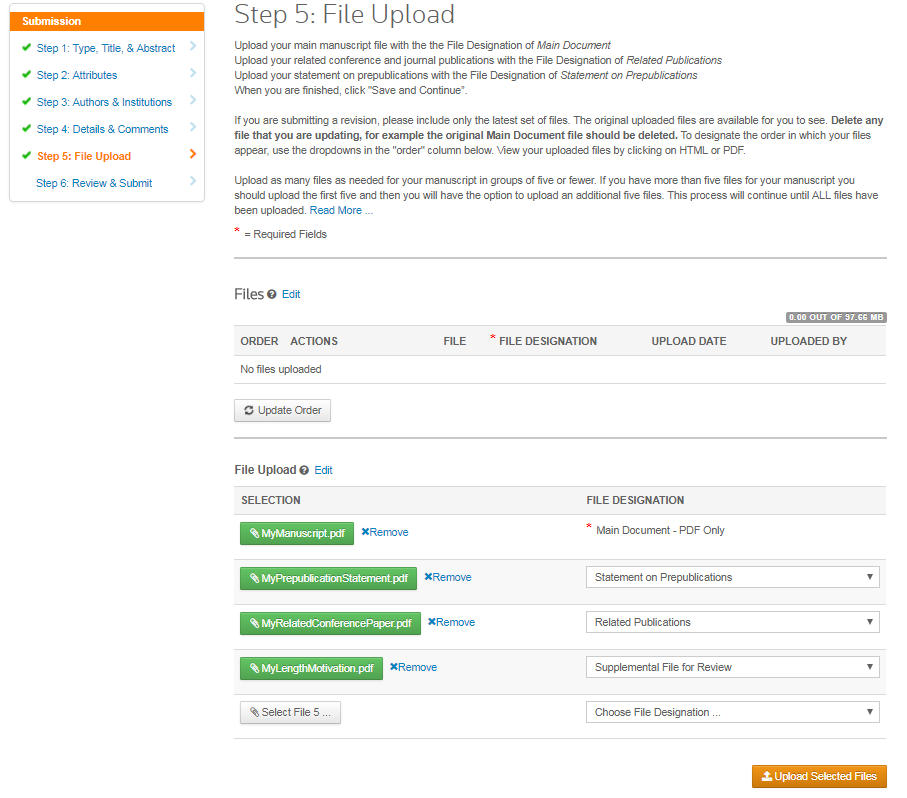 Submission
Step 1: Type, Title, & Abstract
Step 2: Attributes
Step 3: Authors & Institutions
Step 4: Details & Comments
Step 5: File Upload
Step 6: Review & Submit
Step 5: File Upload
Upload your main manuscript file with the the File Designation of Main Document
Upload your related conference and journal publications with the File Designation of Related Publications
Upload your statement on prepublications with the File Designation of Statement on Prepublications
When you are finished, click "Save and Continue".
If you are submitting a revision, please include only the latest set of files. The original uploaded files are available for you to see. Delete any
file that you are updating, for example the original Main Document file should be deleted. To designate the order in which your files
appear, use the dropdowns in the "order" column below. View your uploaded files by clicking on HTML or PDF.
Upload as many files as needed for your manuscript in groups of five or fewer. If you have more than five files for your manuscript you
should upload the first five and then you will have the option to upload an additional five files. This process will continue until ALL files have
been uploaded. Read More ...
* = Required Fields
Files Edit
0.00 OUT OF 97.66 MB
ORDER ACTIONS FILE * FILE DESIGNATION UPLOAD DATE UPLOADED BY
No files uploaded
Update Order
File Upload Edit
SELECTION FILE DESIGNATION
MyManuscript.pdf Remove * Main Document - PDF Only
MyPrepublicationStatement.pdf Remove Statement on Prepublications
MyRelatedConferencePaper.pdf Remove Related Publications
MyLengthMotivation.pdf Remove Supplemental File for Review
Select File 5 ... Choose File Designation ...
Upload Selected Files